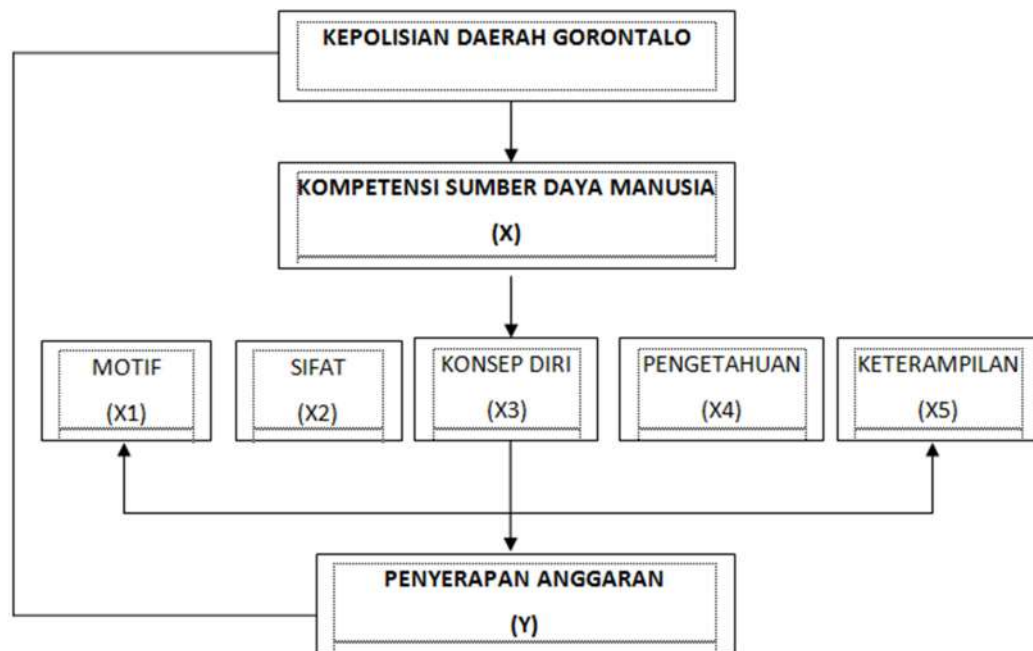 KEPOLISIAN DAERAH GORONTALO
KOMPETENSI SUMBER DAYA MANUSIA
(X)
MOTIF
(X1)
SIFAT
(X2)
KONSEP DIRI
(X3)
PENGETAHUAN
(X4)
KETERAMPILAN
(X5)
PENYERAPAN ANGGARAN
(Y)